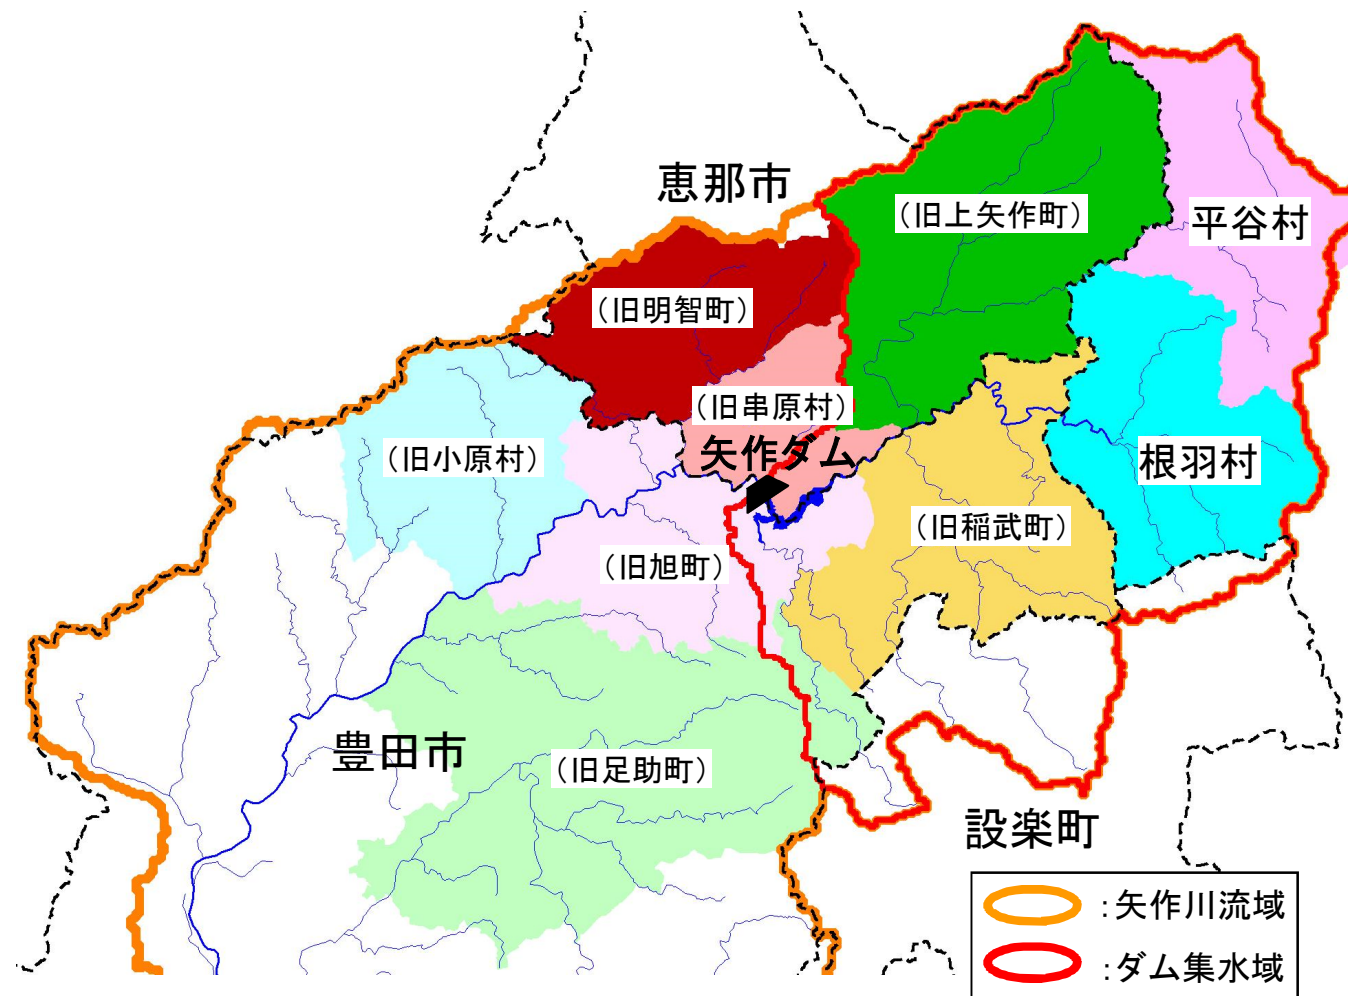 恵那市
(旧上矢作町)
平谷村
(旧明智町)
(旧串原村)
矢作ダム
(旧小原村)
根羽村
(旧稲武町)
(旧旭町)
豊田市
(旧足助町)
設楽町
:矢作川流域
:ダム集水域